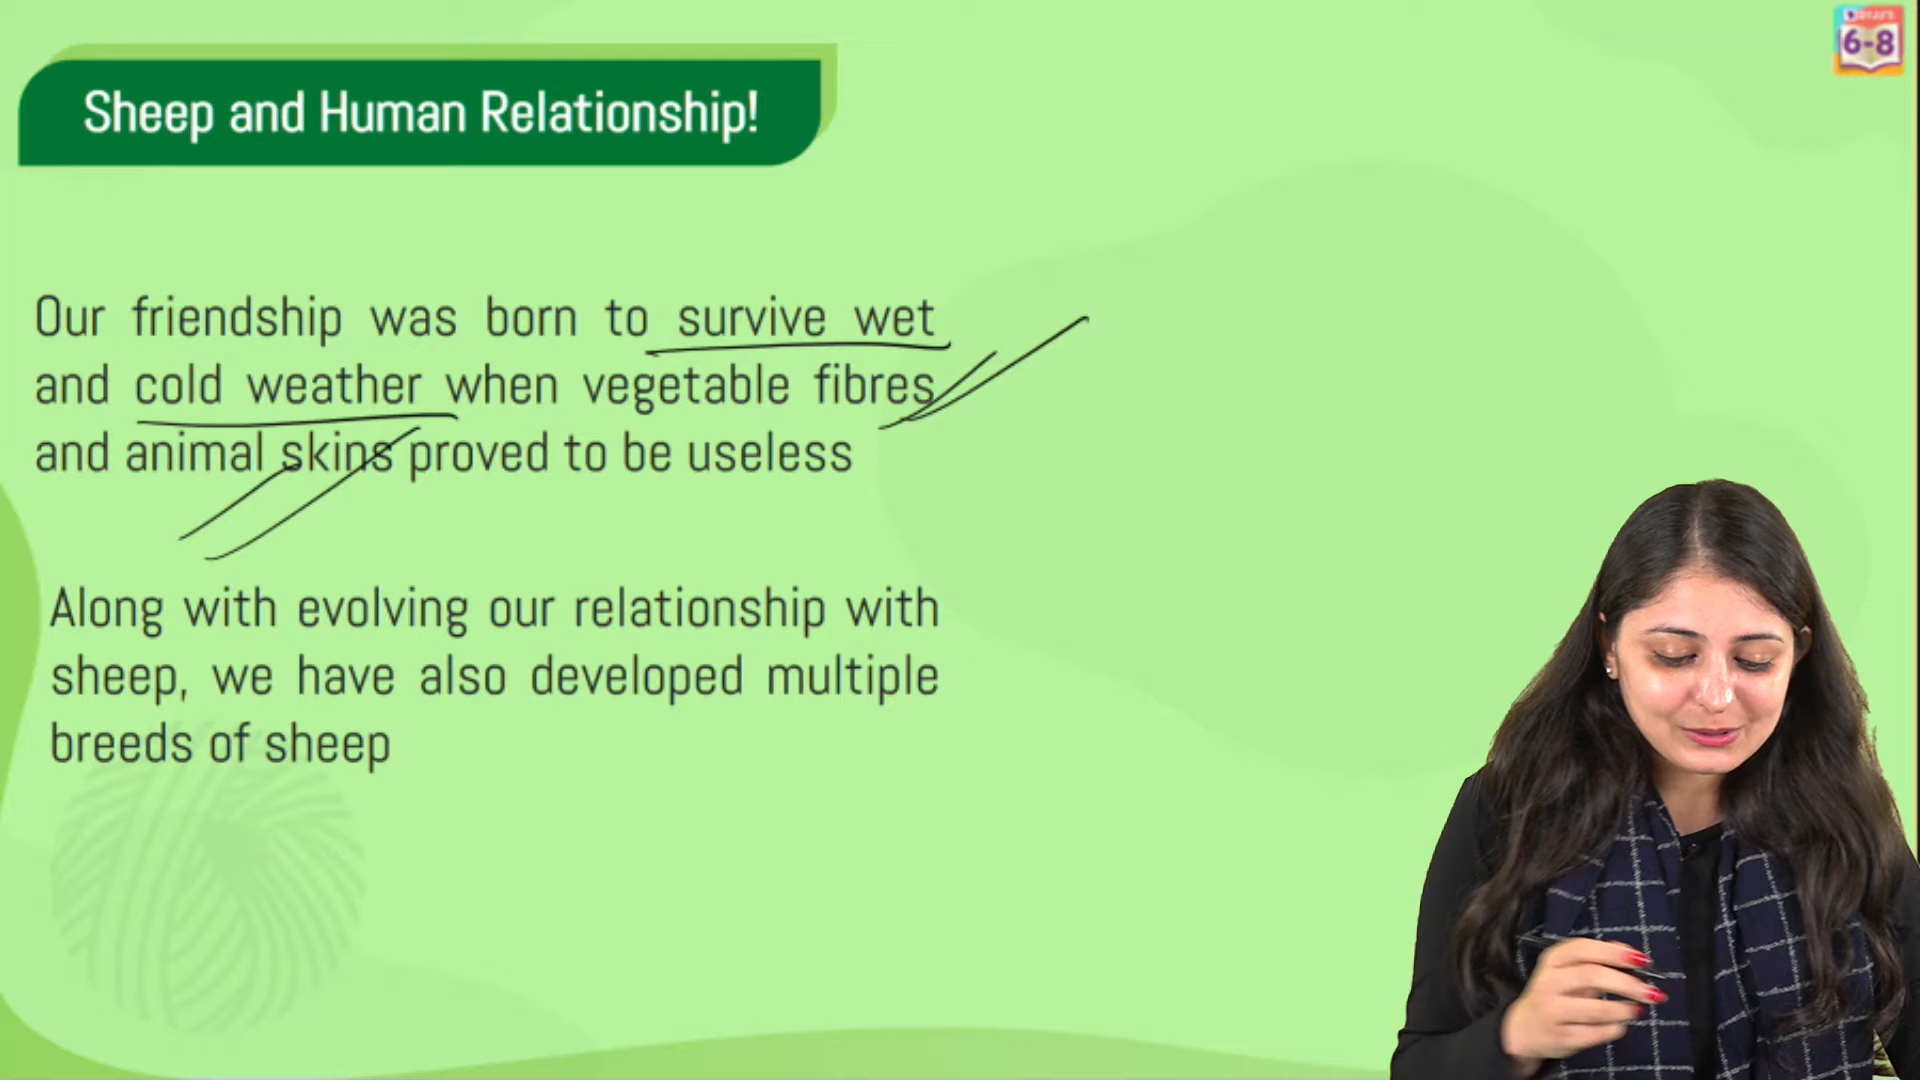 6-8
Sheep and Human Relationship!
Our friendship was born to survive wet
and cold weather when vegetable fibres
and animal skins proved to be useless
Along with evolving our relationship with
sheep, we have also developed multiple
breeds of sheep